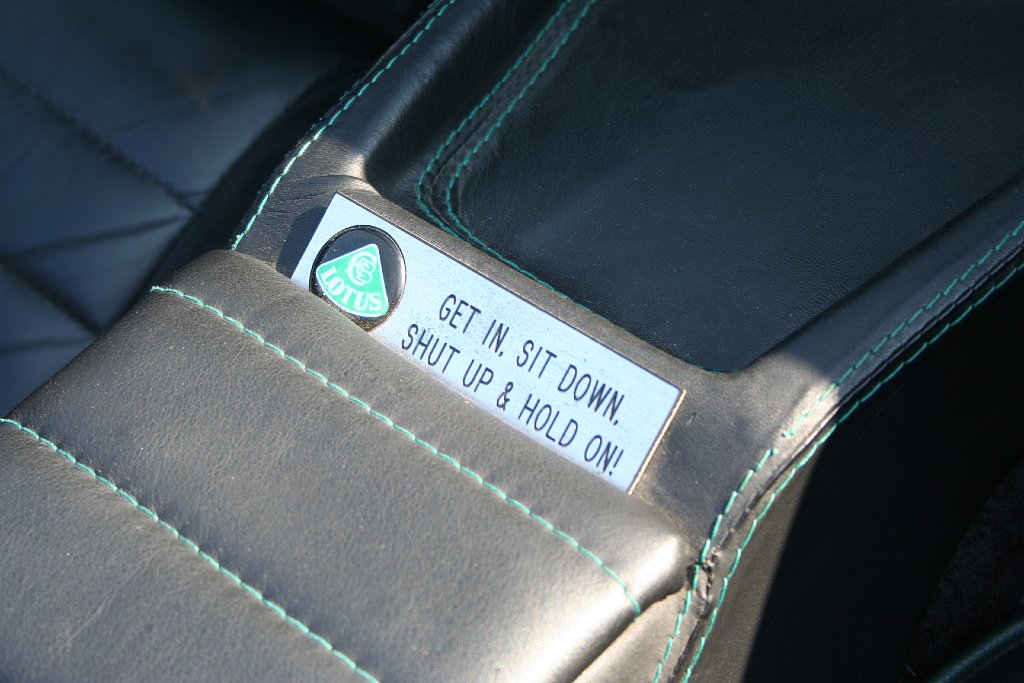 LOTUS
GET IN, SIT DOWN,
SHUT UP & HOLD ON!